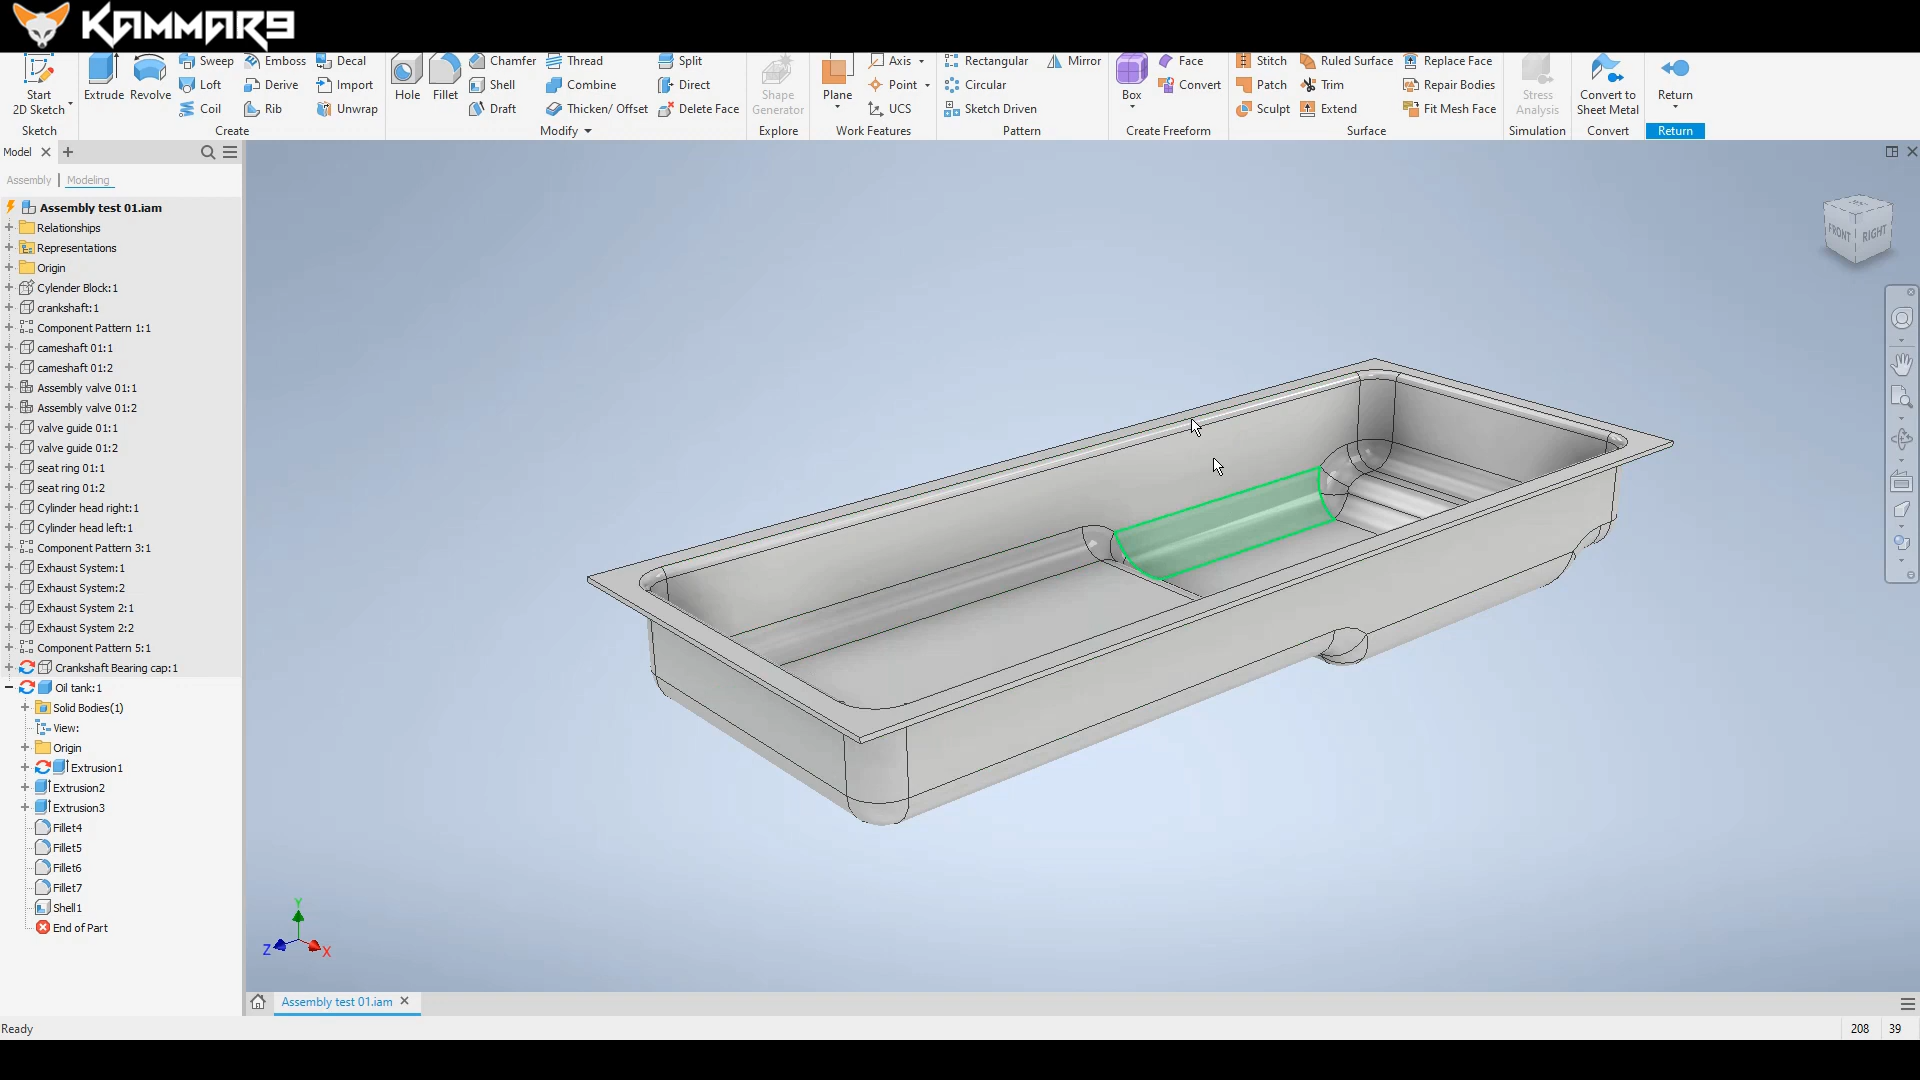 KAMMAR9
Start
2D Sketch
Extrude
Revolve
Sweep
Emboss
Decal
Loft
Derive
Import
Coil
Rib
Unwrap
Hole
Fillet
Chamfer
Thread
Split
Shell
Combine
Direct
Draft
Thicken/ Offset
Delete Face
Shape
Generator
Plane
Axis
Point
UCS
Rectangular
Mirror
Circular
Sketch Driven
Box
Face
Convert
Stitch
Ruled Surface
Replace Face
Patch
Trim
Repair Bodies
Sculpt
Extend
Fit Mesh Face
Stress
Analysis
Convert to
Sheet Metal
Return
Sketch
Create
Modify
Explore
Work Features
Pattern
Create Freeform
Surface
Simulation
Convert
Return
Model
Assembly | Modeling
Assembly test 01.iam
Relationships
Representations
Origin
Cylender Block:1
crankshaft:1
Component Pattern 1:1
cameshaft 01:1
cameshaft 01:2
Assembly valve 01:1
Assembly valve 01:2
valve guide 01:1
valve guide 01:2
seat ring 01:1
seat ring 01:2
Cylinder head right:1
Cylinder head left:1
Component Pattern 3:1
Exhaust System:1
Exhaust System:2
Exhaust System 2:1
Exhaust System 2:2
Component Pattern 5:1
Crankshaft Bearing cap:1
Oil tank:1
Solid Bodies(1)
View:
Origin
Extrusion1
Extrusion2
Extrusion3
Fillet4
Fillet5
Fillet6
Fillet7
Shell1
End of Part
FRONT
RIGHT
Y
Z
X
Assembly test 01.iam
Ready
208
39